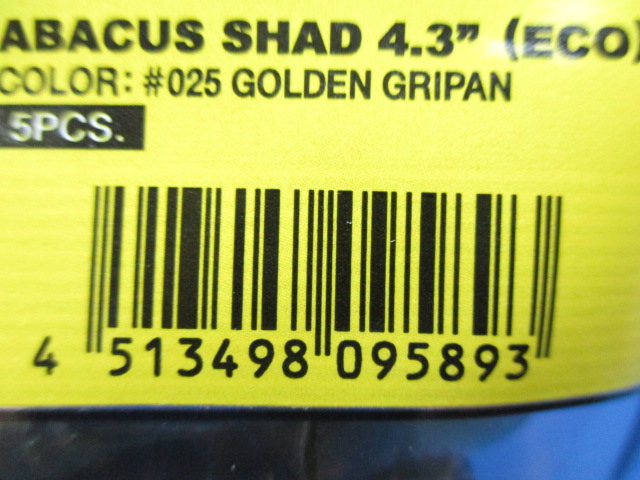 ABACUS SHAD 4.3” (ECO)
COLOR: #025 GOLDEN GRIPAN
5PCS.
4 513498 095893